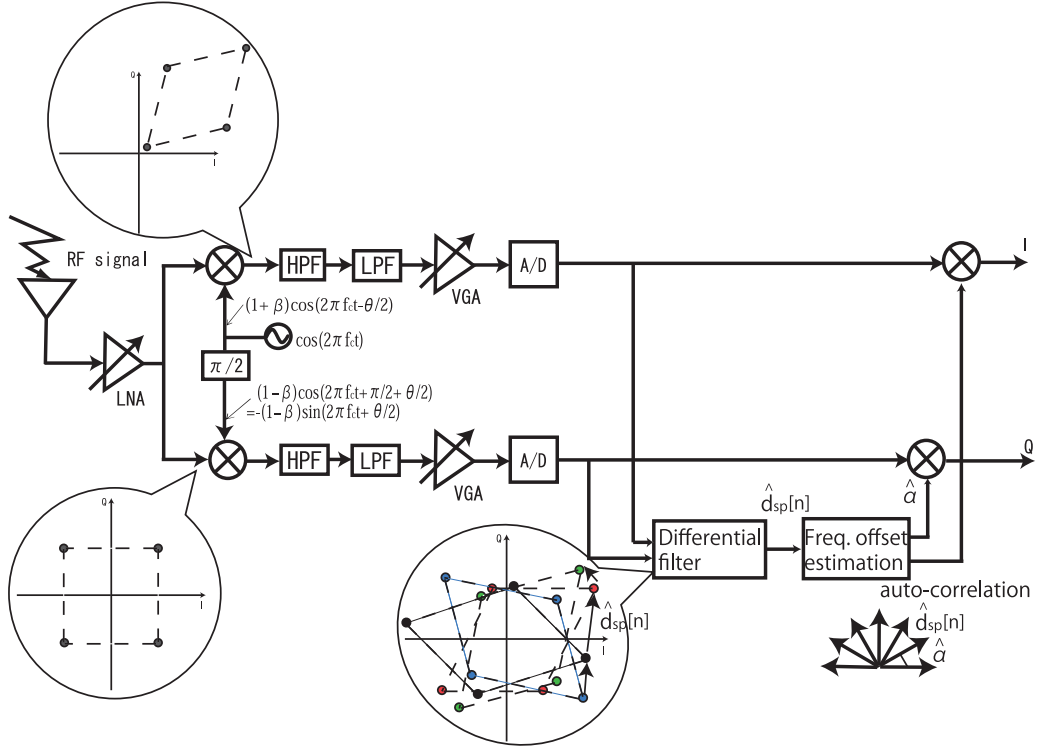 Q
I
RF signal
LNA
HPF
LPF
VGA
A/D
I
(1+ β)cos(2π fct-θ/2)
cos(2π fct)
π/2
(1-β)cos(2π fct+ π/2+ θ/2)
=-(1-β)sin(2π fct+ θ/2)
HPF
LPF
VGA
A/D
Q
α̂
d̂sp[n]
Differential
filter
Freq. offset
estimation
auto-correlation
d̂sp[n]
α̂
Q
I
Q
I
d̂sp[n]